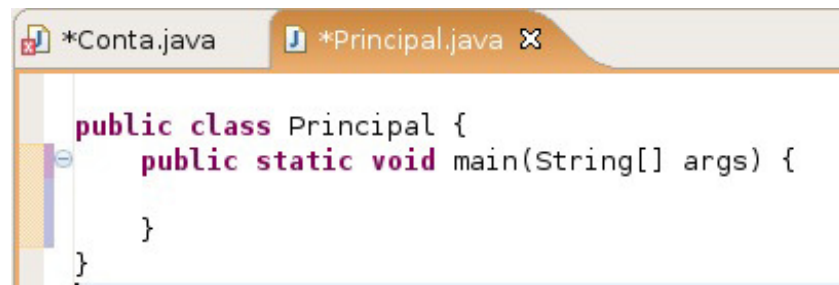 *Conta.java *Principal.java
public class Principal {
public static void main(String[] args) {
}
}